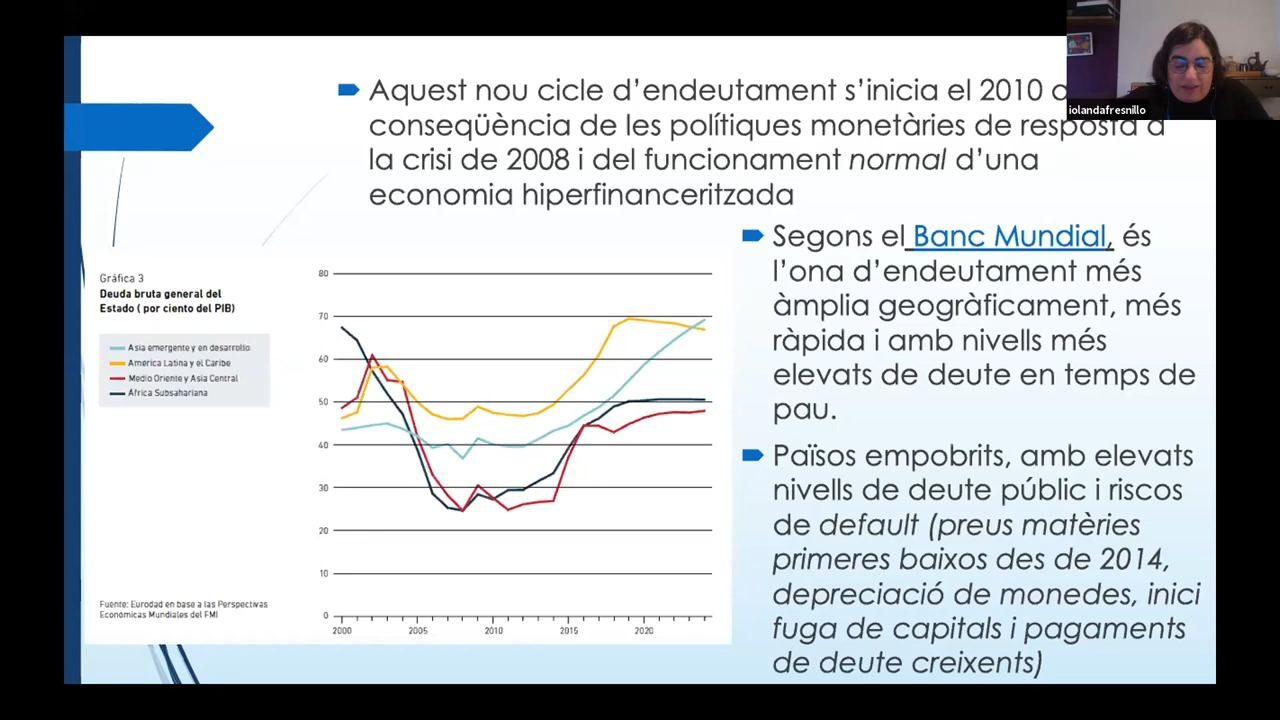 Aquest nou cicle d’endeutament s’inicia el 2010
conseqüència de les polítiques monetàries de resposta a
la crisi de 2008 i del funcionament normal d’una
economia hiperfinanceritzada
iolandafresnillo
Segons el Banc Mundial, és
l’ona d’endeutament més
àmplia geogràficament, més
ràpida i amb nivells més
elevats de deute en temps de
pau.
Països empobrits, amb elevats
nivells de deute públic i riscos
de default (preus matèries
primeres baixos des de 2014,
depreciació de monedes, inici
fuga de capitals i pagaments
de deute creixents)
Gráfica 3
Deuda bruta general del
Estado ( por ciento del PIB)
Asia emergente y en desarrollo
América Latina y el Caribe
Medio Oriente y Asia Central
África Subsahariana
80
70
60
50
40
30
20
10
0
2000 2005 2010 2015 2020
Fuente: Eurodad en base a las Perspectivas
Económicas Mundiales del FMI